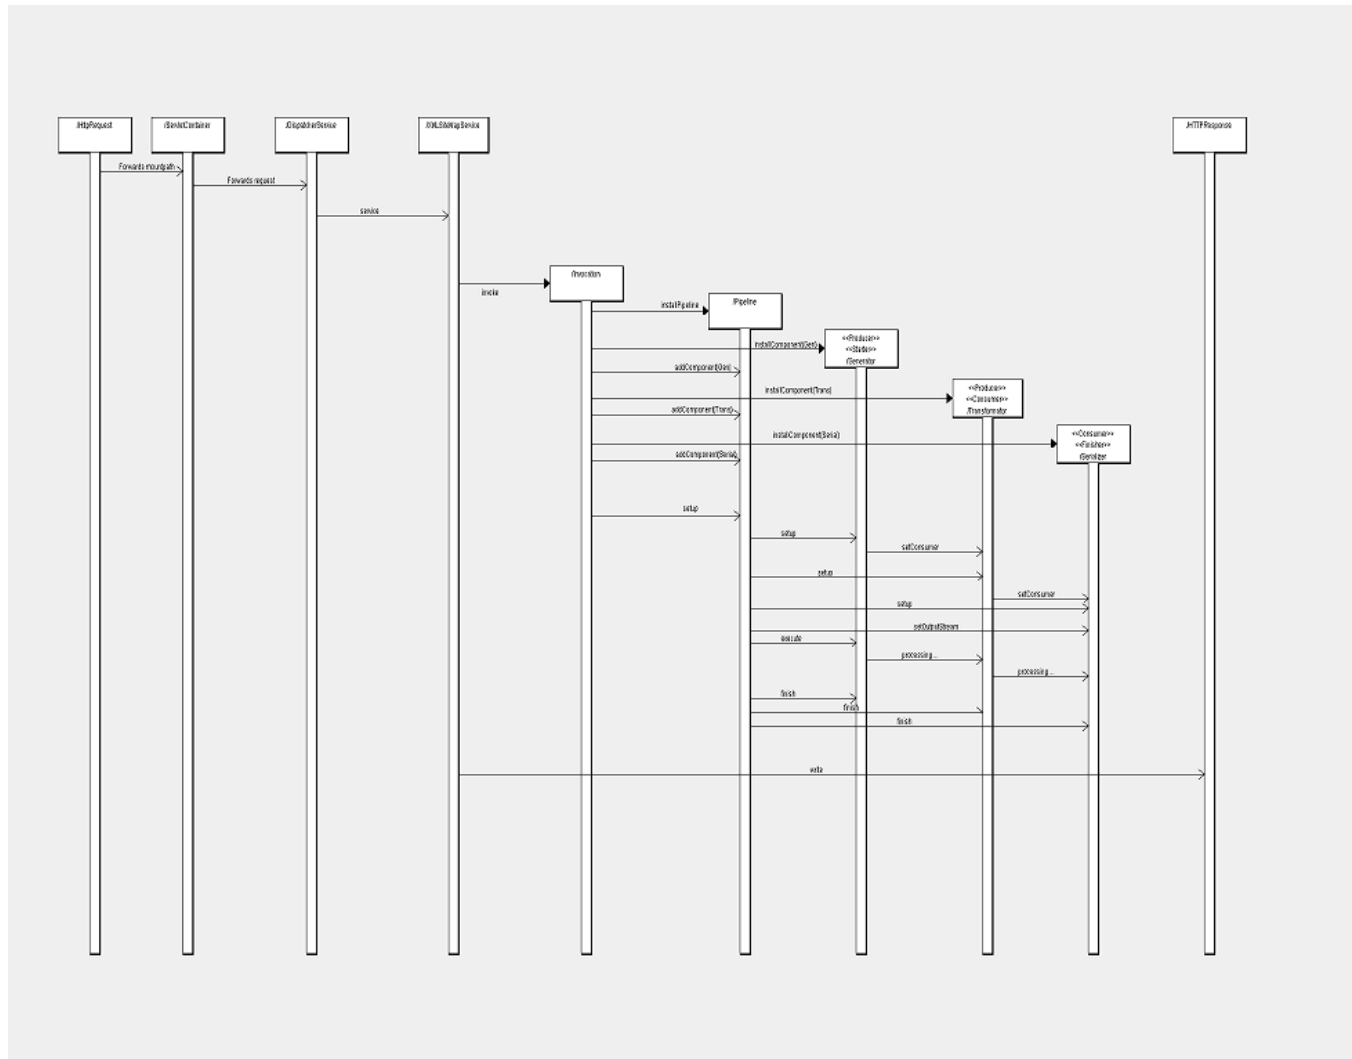 /HttpRequest
/ServletContainer
/DispatcherService
/XMLSiteMapService
/HTTPResponse
Forwards mountpath
Forwards request
service
/Invocation
invoke
/Pipeline
installPipeline
<<Producer>>
<<Starter>>
/Generator
installComponent(Gen)
addComponent(Gen)
<<Producer>>
<<Consumer>>
/Transformator
installComponent(Trans)
addComponent(Trans)
<<Consumer>>
<<Finisher>>
/Serializer
installComponent(Serial)
addComponent(Serial)
setup
setup
setConsumer
setup
setConsumer
setup
setOutputStream
execute
processing...
processing...
finish
finish
finish
write